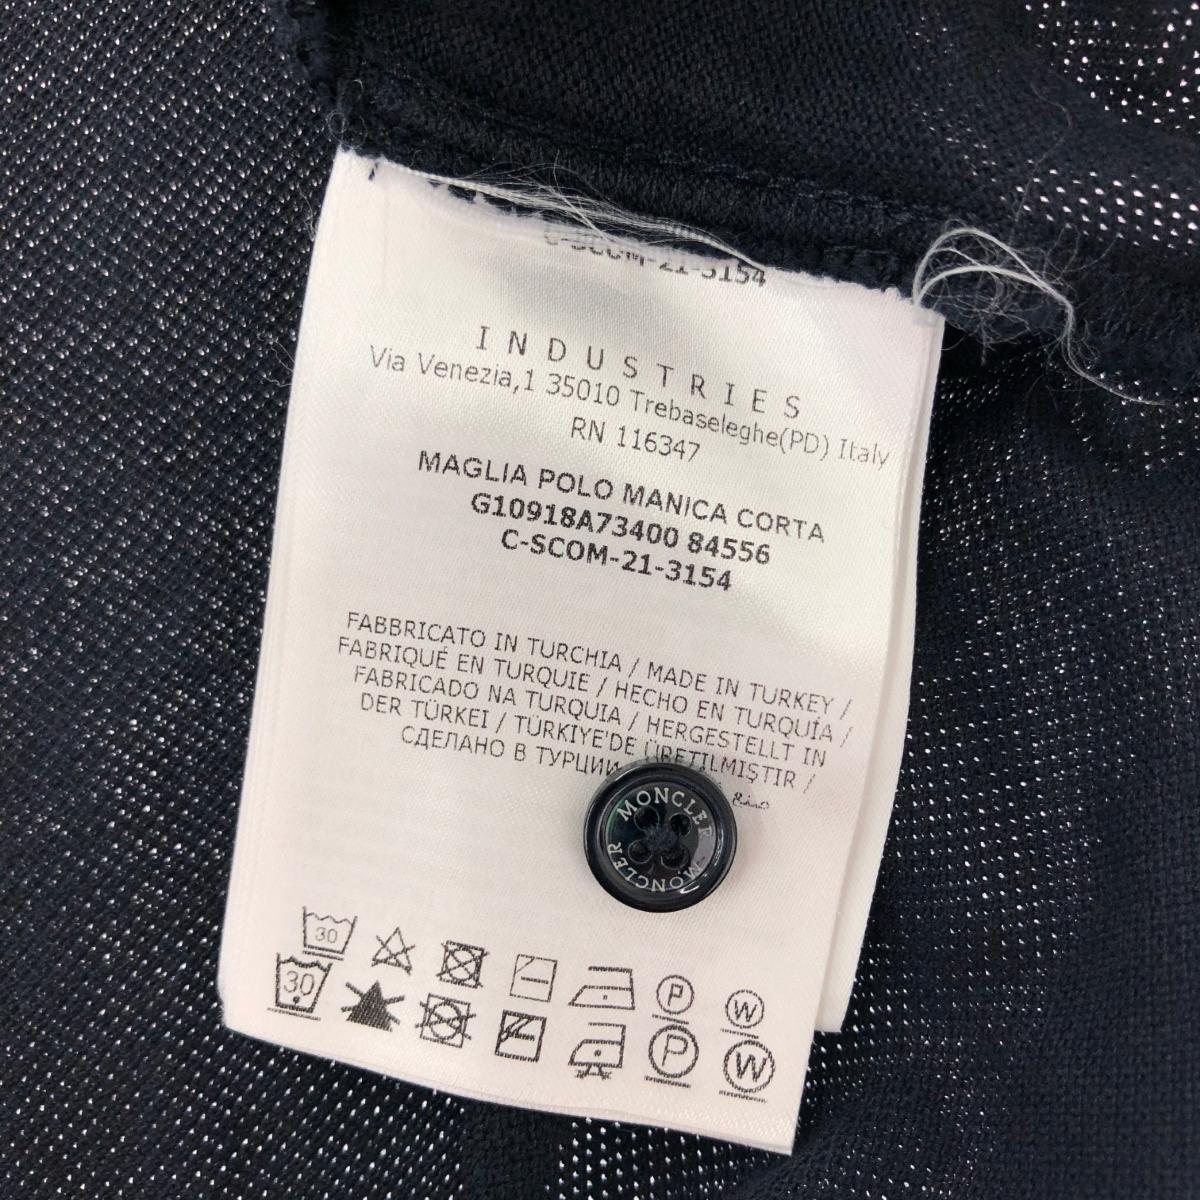 C-SCOM-21-3154
INDUSTRIES
Via Venezia,1 35010 Trebaseleghe(PD) Italy
RN 116347
MAGLIA POLO MANICA CORTA
G10918A73400 84556
C-SCOM-21-3154
FABBRICATO IN TURCHIA / MADE IN TURKEY /
FABRIQUÉ EN TURQUIE / HECHO EN TURQUÍA /
FABRICADO NA TURQUIA / HERGESTELLT IN
DER TÜRKEI / TÜRKIYE'DE ÜRETILMIŞTIR /
СДЕЛАНО В ТУРЦИИ
MONCLER
MONCLER
30
P
W
30
P
W